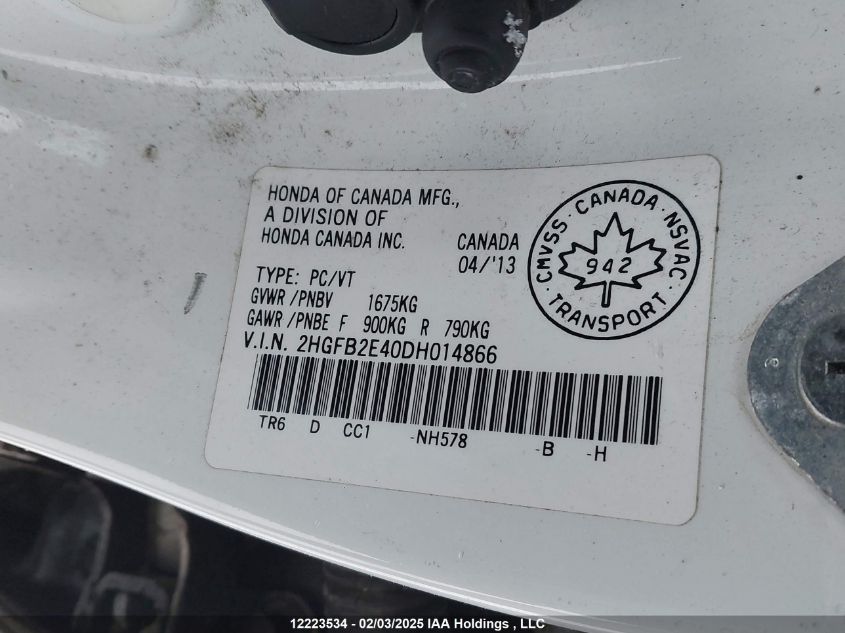 HONDA OF CANADA MFG.,
A DIVISION OF
HONDA CANADA INC.
CANADA
04/'13
TYPE: PC/VT
GVWR/PNBV 1675KG
GAWR/PNBE F 900KG R 790KG
V.I.N. 2HGFB2E40DH014866
TR6 D CC1 -NH578 -B -H
CMVSS · CANADA · NSVAC ·
942
TRANSPORT
12223534 - 02/03/2025 IAA Holdings , LLC